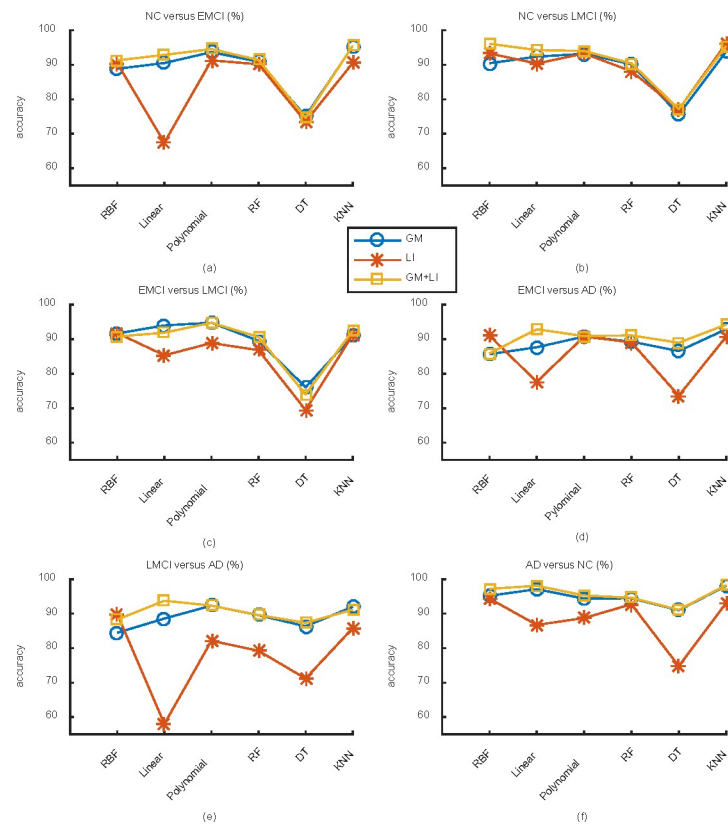 NC versus EMCI (%)
100
90
80
70
60
accuracy
RBF
Linear
Polynomial
RF
DT
KNN
(a)
NC versus LMCI (%)
100
90
80
70
60
accuracy
RBF
Linear
Polinomial
RF
DT
KNN
(b)
GM
LI
GM+LI
EMCI versus LMCI (%)
100
90
80
70
60
accuracy
RBF
Linear
Polynomial
RF
DT
KNN
(c)
EMCI versus AD (%)
100
90
80
70
60
accuracy
RBF
Linear
Pylominal
RF
DT
KNN
(d)
LMCI versus AD (%)
100
90
80
70
60
accuracy
RBF
Linear
Polynomial
RF
DT
KNN
(e)
AD versus NC (%)
100
90
80
70
60
accuracy
RBF
Linear
Polynomial
RF
DT
KNN
(f)